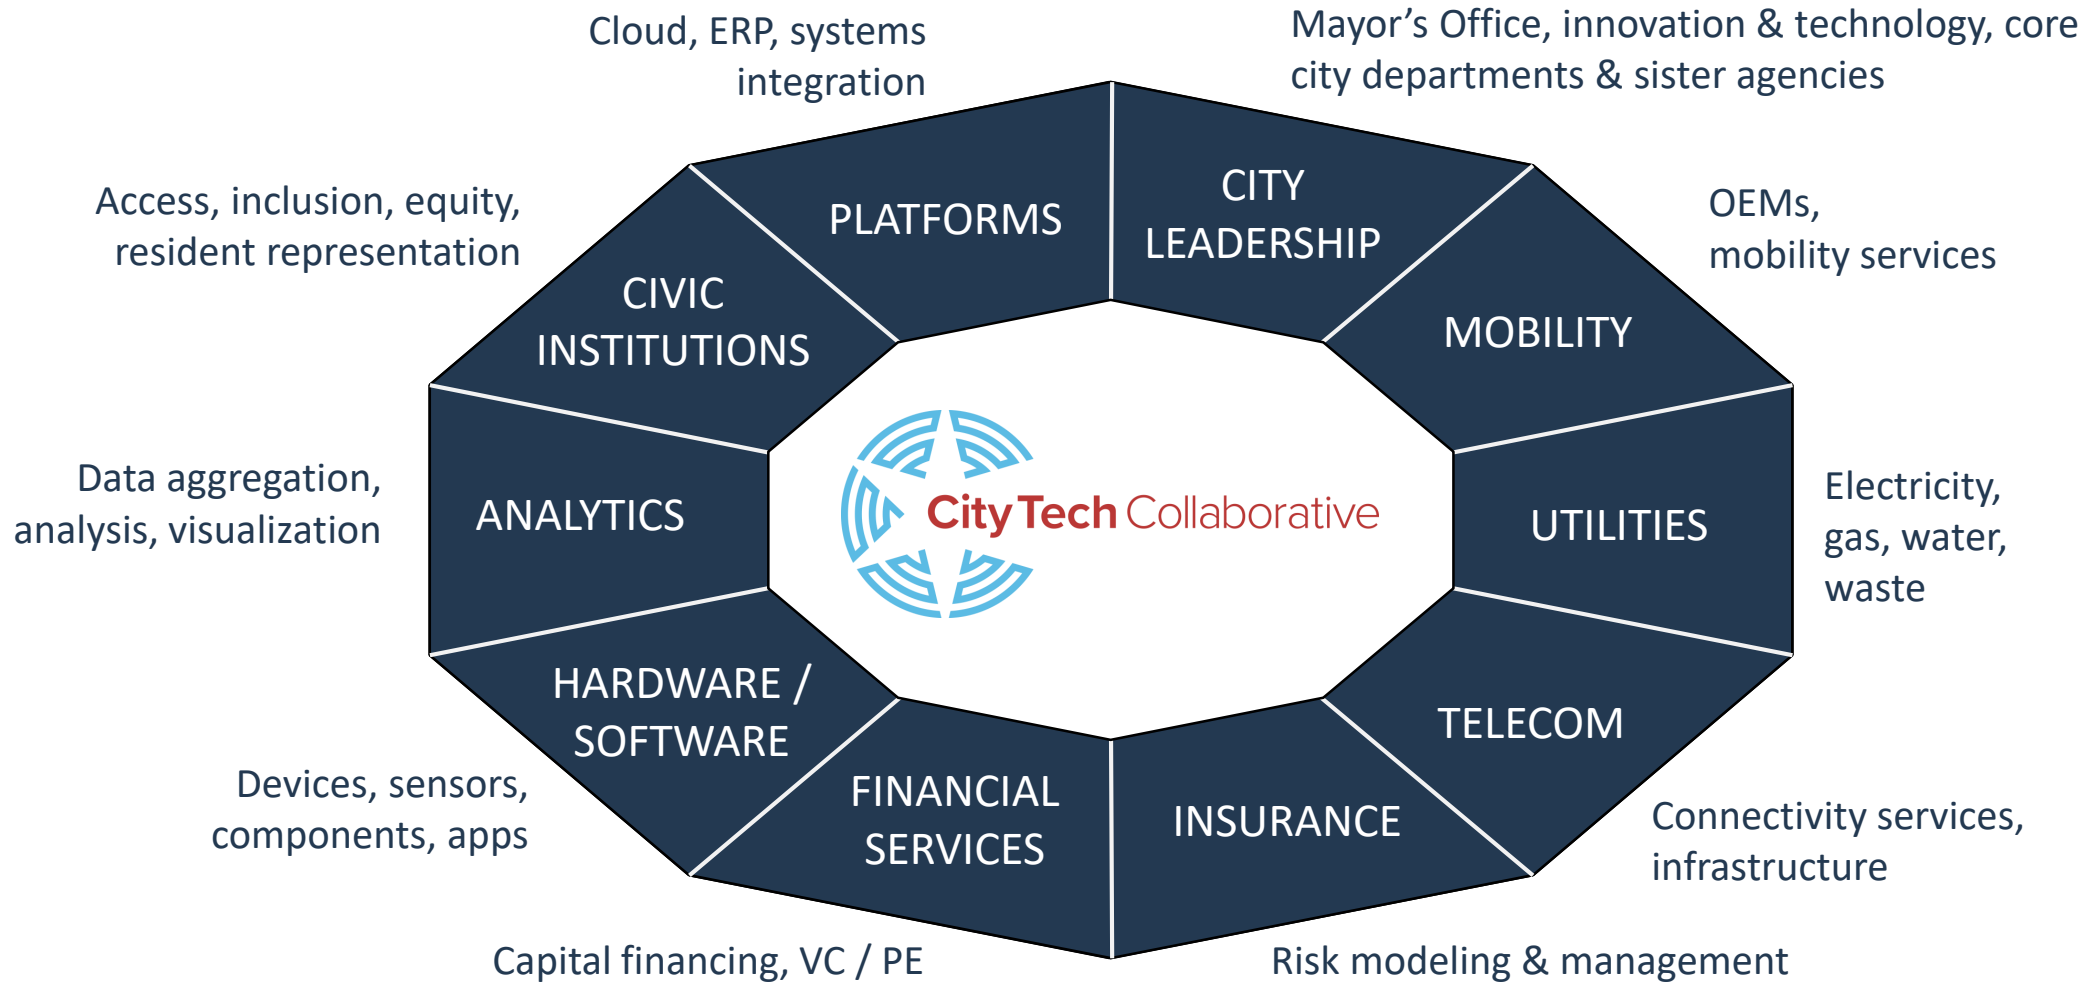 Cloud, ERP, systems
integration
Mayor’s Office, innovation & technology, core
city departments & sister agencies
Access, inclusion, equity,
resident representation
PLATFORMS
CITY
LEADERSHIP
OEMs,
mobility services
CIVIC
INSTITUTIONS
MOBILITY
Data aggregation,
analysis, visualization
ANALYTICS
City Tech Collaborative
UTILITIES
Electricity,
gas, water,
waste
HARDWARE /
SOFTWARE
TELECOM
Devices, sensors,
components, apps
FINANCIAL
SERVICES
INSURANCE
Connectivity services,
infrastructure
Capital financing, VC / PE
Risk modeling & management